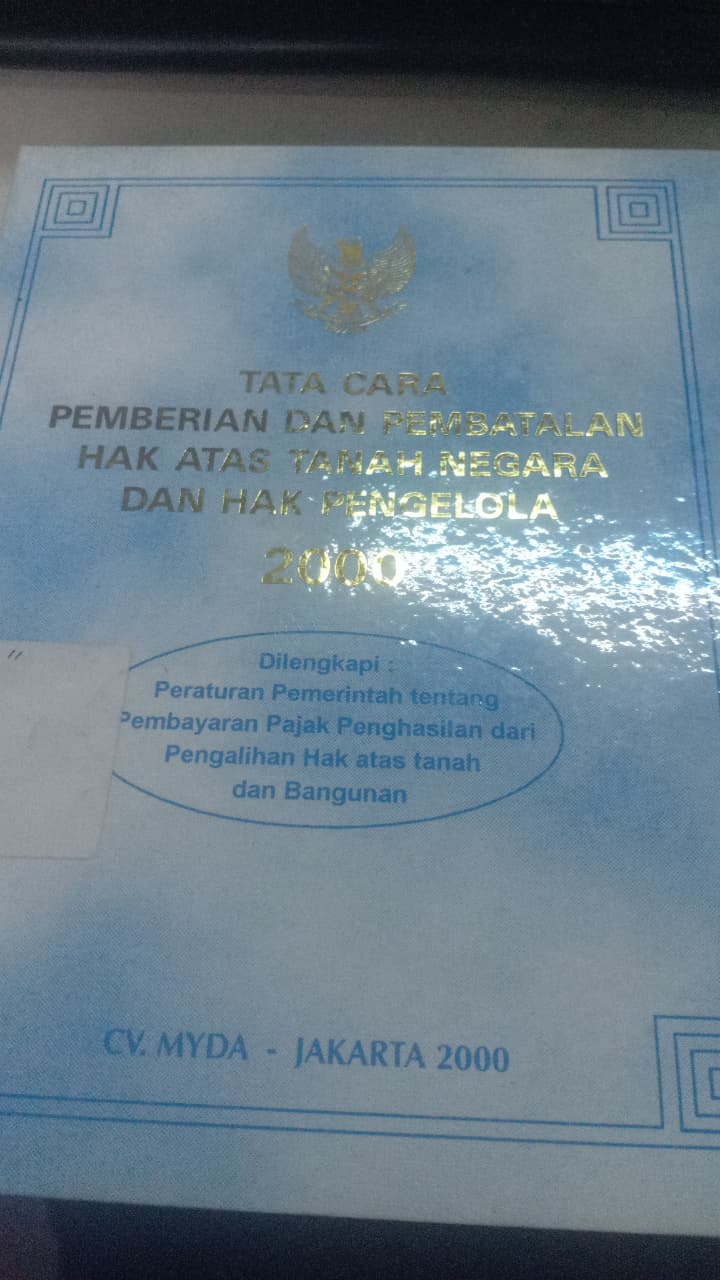 TATA CARA
PEMBERIAN DAN PEMBATALAN
HAK ATAS TANAH NEGARA
DAN HAK PENGELOLA
2000
Dilengkapi :
Peraturan Pemerintah tentang
Pembayaran Pajak Penghasilan dari
Pengalihan Hak atas tanah
dan Bangunan
"
CV. MYDA - JAKARTA 2000